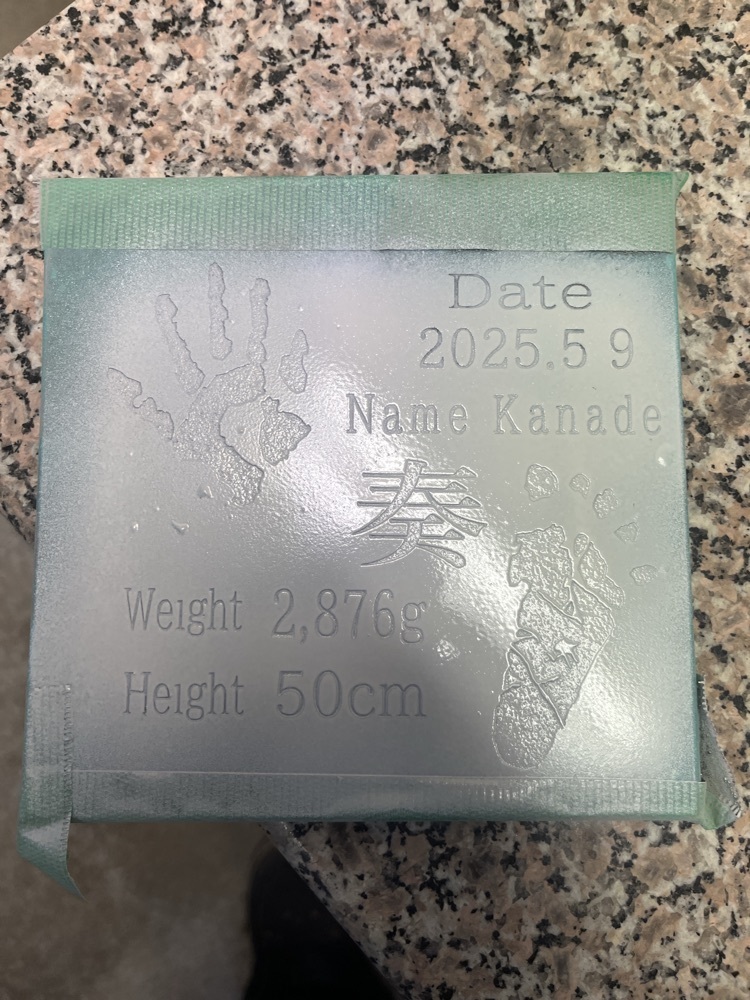 Date
2025.5 9
Name Kanade
奏
Weight 2,876g
Height 50cm